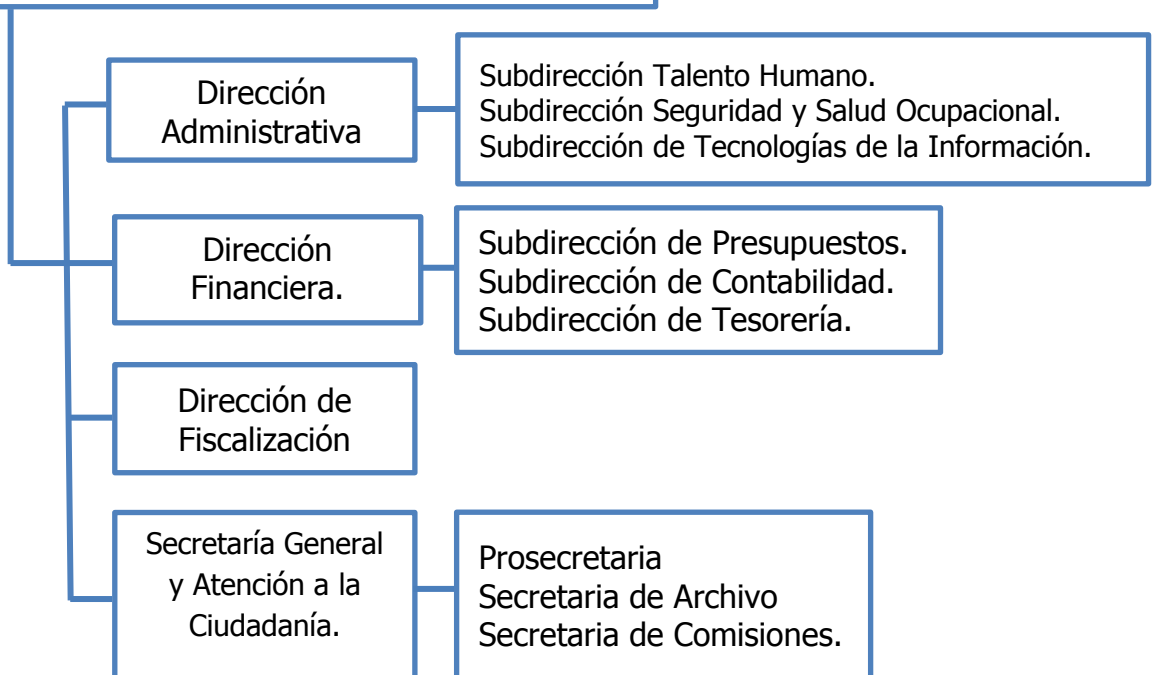 Dirección
Administrativa
Subdirección Talento Humano.
Subdirección Seguridad y Salud Ocupacional.
Subdirección de Tecnologías de la Información.
Dirección
Financiera.
Subdirección de Presupuestos.
Subdirección de Contabilidad.
Subdirección de Tesorería.
Dirección de
Fiscalización
Secretaría General
y Atención a la
Ciudadanía.
Prosecretaria
Secretaria de Archivo
Secretaria de Comisiones.